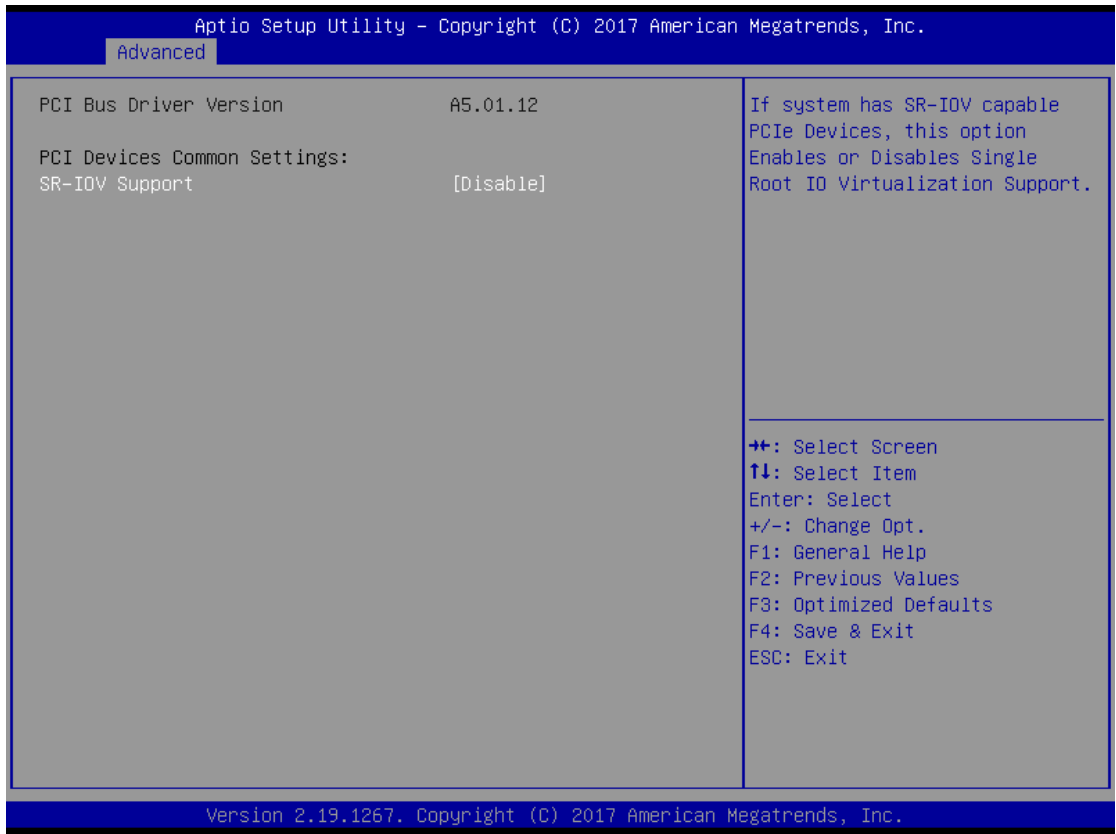 Aptio Setup Utility – Copyright (C) 2017 American Megatrends, Inc.
Advanced
PCI Bus Driver Version A5.01.12
PCI Devices Common Settings:
SR-IOV Support [Disable]
If system has SR-IOV capable
PCIe Devices, this option
Enables or Disables Single
Root IO Virtualization Support.
→←: Select Screen
↑↓: Select Item
Enter: Select
+/-: Change Opt.
F1: General Help
F2: Previous Values
F3: Optimized Defaults
F4: Save & Exit
ESC: Exit
Version 2.19.1267. Copyright (C) 2017 American Megatrends, Inc.